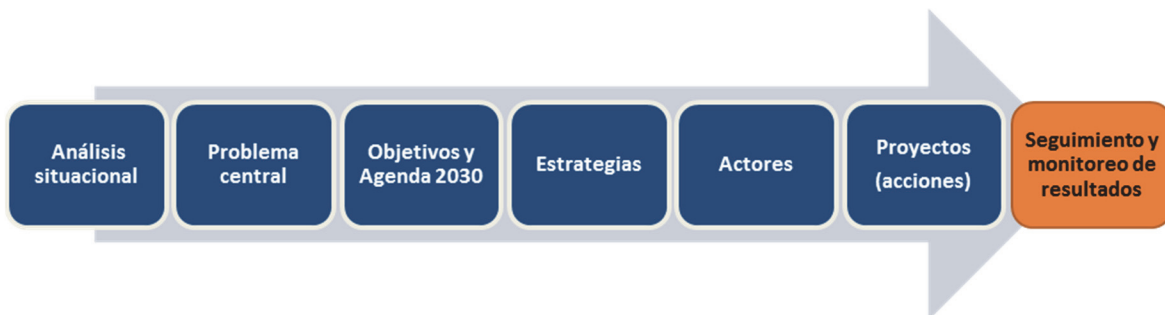 Análisis
situacional
Problema
central
Objetivos y
Agenda 2030
Estrategias
Actores
Proyectos
(acciones)
Seguimiento y
monitoreo de
resultados